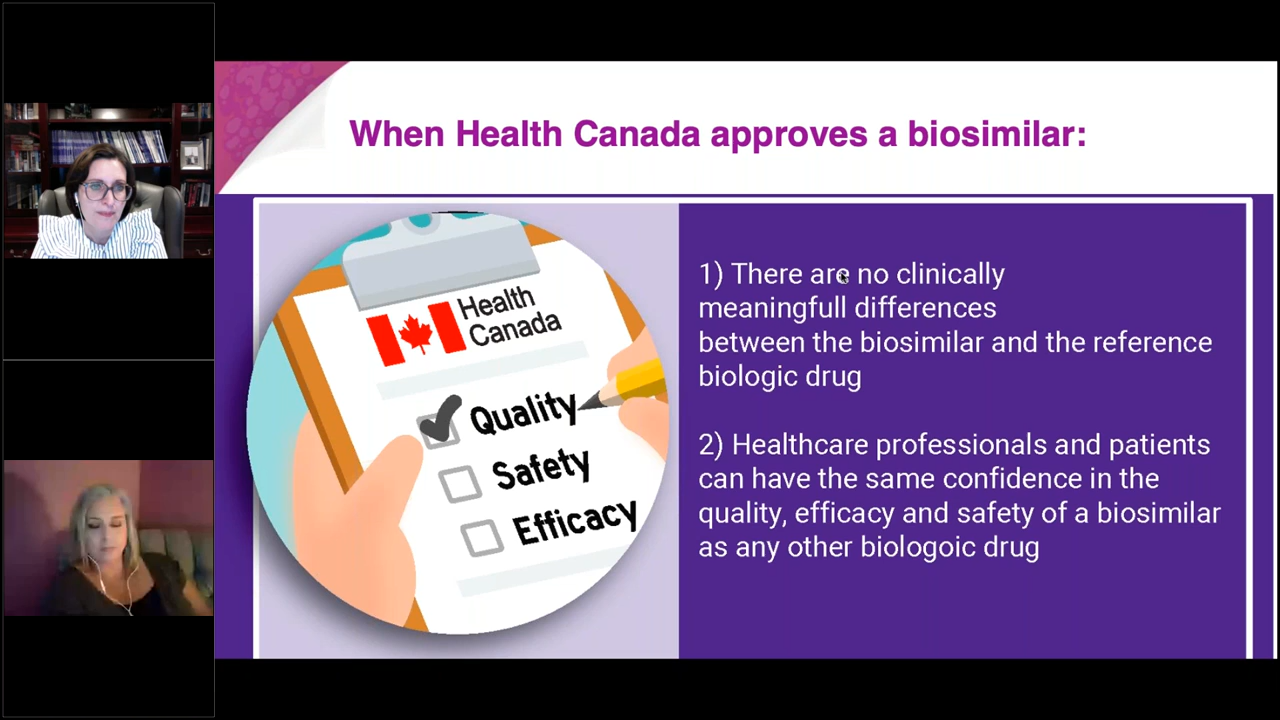 When Health Canada approves a biosimilar:
Health
Canada
Quality
Safety
Efficacy
1) There are no clinically
meaningfull differences
between the biosimilar and the reference
biologic drug
2) Healthcare professionals and patients
can have the same confidence in the
quality, efficacy and safety of a biosimilar
as any other biologoic drug